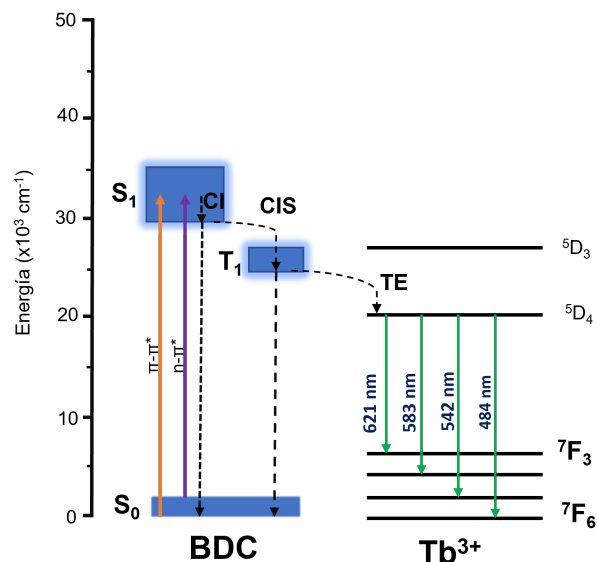 50
40
30
20
10
0
Energía (x10³ cm⁻¹)
S₁
CI
CIS
T₁
TE
π-π*
n-π*
S₀
BDC
⁵D₃
⁵D₄
621 nm
583 nm
542 nm
484 nm
⁷F₃
⁷F₆
Tb³⁺